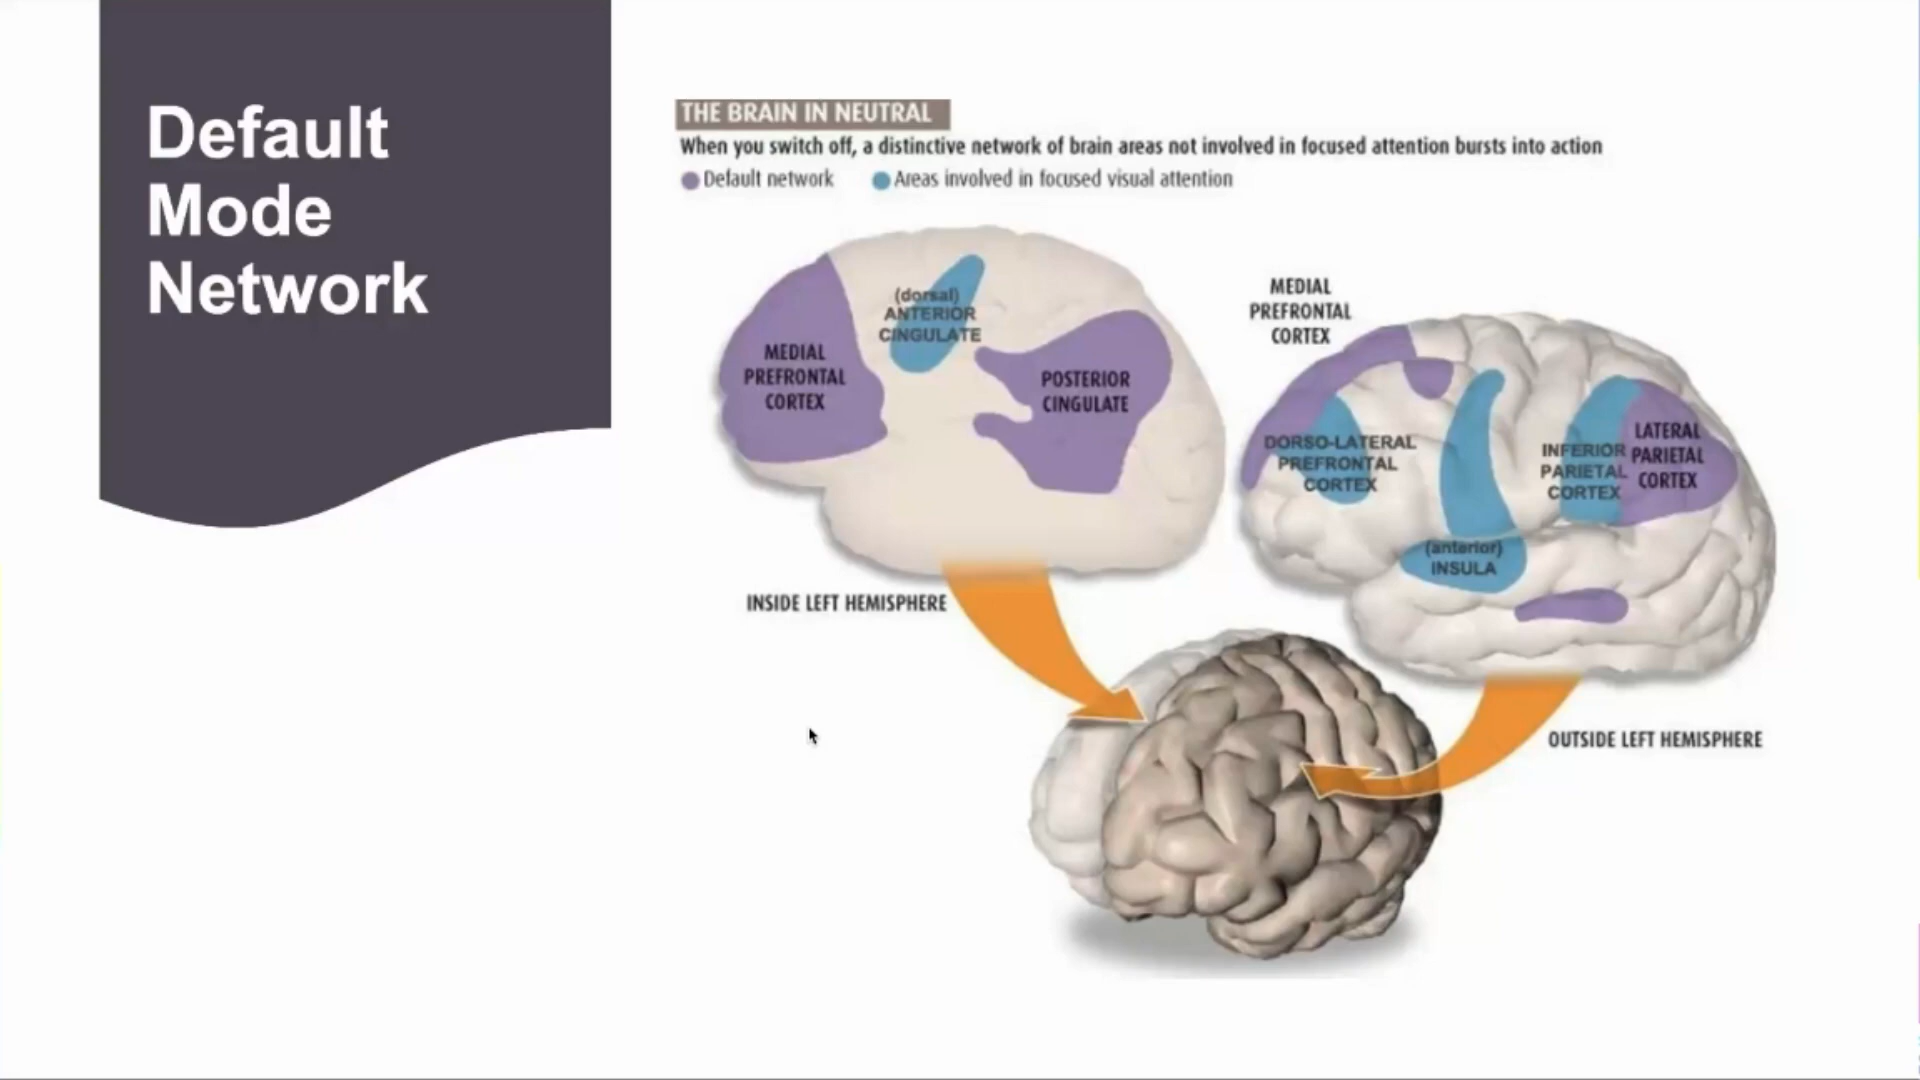 Default
Mode
Network
THE BRAIN IN NEUTRAL
When you switch off, a distinctive network of brain areas not involved in focused attention bursts into action
Default network
Areas involved in focused visual attention
MEDIAL
PREFRONTAL
CORTEX
(dorsal)
ANTERIOR
CINGULATE
POSTERIOR
CINGULATE
INSIDE LEFT HEMISPHERE
MEDIAL
PREFRONTAL
CORTEX
DORSO-LATERAL
PREFRONTAL
CORTEX
(anterior)
INSULA
INFERIOR
PARIETAL
CORTEX
LATERAL
PARIETAL
CORTEX
OUTSIDE LEFT HEMISPHERE